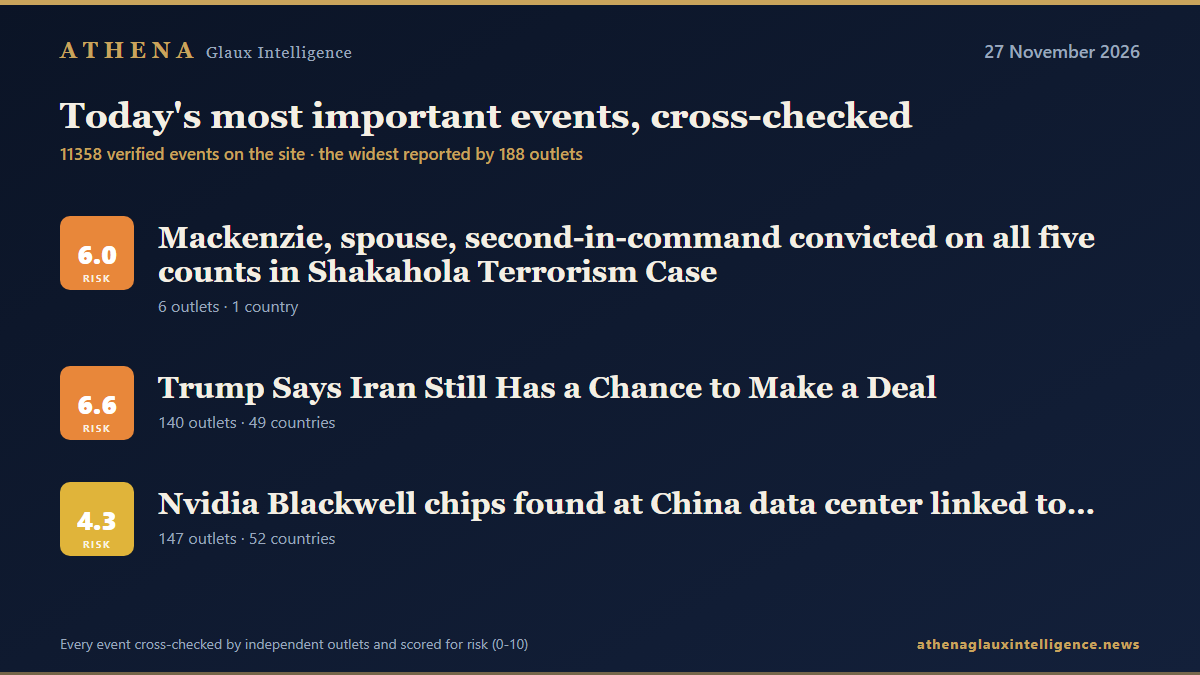 ATHENA Glaux Intelligence
27 November 2026
Today's most important events, cross-checked
11358 verified events on the site · the widest reported by 188 outlets
6.0
RISK
Mackenzie, spouse, second-in-command convicted on all five
counts in Shakahola Terrorism Case
6 outlets · 1 country
6.6
RISK
Trump Says Iran Still Has a Chance to Make a Deal
140 outlets · 49 countries
4.3
RISK
Nvidia Blackwell chips found at China data center linked to...
147 outlets · 52 countries
Every event cross-checked by independent outlets and scored for risk (0-10)
athenaglauxintelligence.news